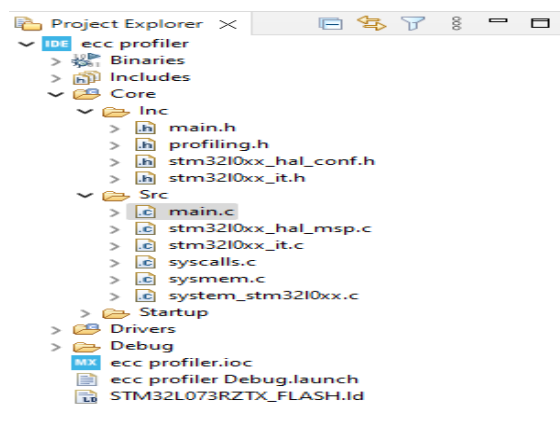 Project Explorer
IDE ecc profiler
Binaries
Includes
Core
Inc
.h main.h
.h profiling.h
.h stm32l0xx_hal_conf.h
.h stm32l0xx_it.h
Src
.c main.c
.c stm32l0xx_hal_msp.c
.c stm32l0xx_it.c
.c syscalls.c
.c sysmem.c
.c system_stm32l0xx.c
Startup
Drivers
Debug
MX ecc profiler.ioc
ecc profiler Debug.launch
LD STM32L073RZTX_FLASH.ld